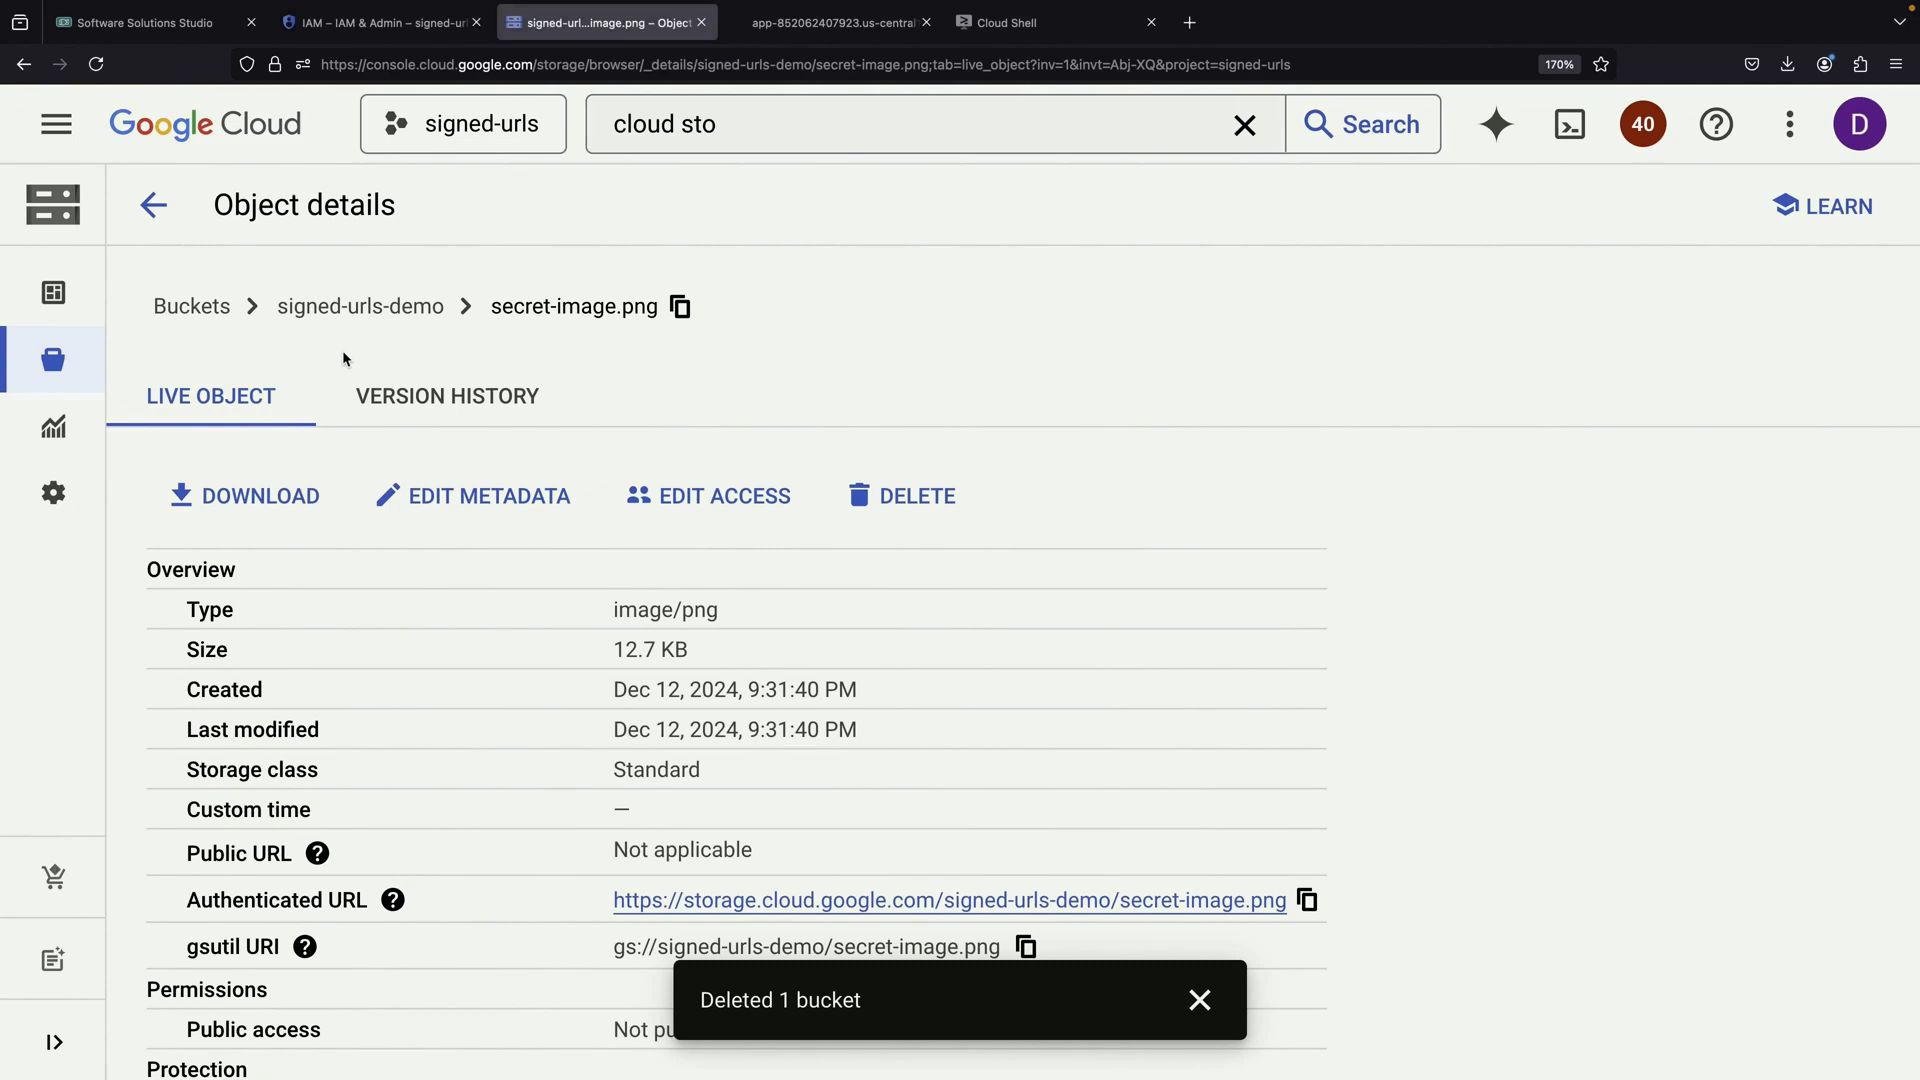 Software Solutions Studio
IAM – IAM & Admin – signed-url
signed-url...image.png – Object
app-852062407923.us-central
Cloud Shell
https://console.cloud.google.com/storage/browser/_details/signed-urls-demo/secret-image.png;tab=live_object?inv=1&invt=Abj-XQ&project=signed-urls
170%
Google Cloud
signed-urls
cloud sto
Search
40
D
Object details
LEARN
Buckets
signed-urls-demo
secret-image.png
LIVE OBJECT
VERSION HISTORY
DOWNLOAD
EDIT METADATA
EDIT ACCESS
DELETE
Overview
Type image/png
Size 12.7 KB
Created Dec 12, 2024, 9:31:40 PM
Last modified Dec 12, 2024, 9:31:40 PM
Storage class Standard
Custom time —
Public URL Not applicable
Authenticated URL https://storage.cloud.google.com/signed-urls-demo/secret-image.png
gsutil URI gs://signed-urls-demo/secret-image.png
Permissions
Public access Not pu
Deleted 1 bucket
Protection